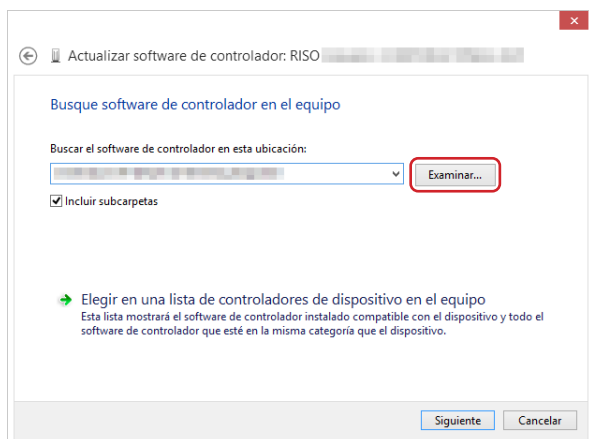 Actualizar software de controlador: RISO
Busque software de controlador en el equipo
Buscar el software de controlador en esta ubicación:
Examinar...
Incluir subcarpetas
Elegir en una lista de controladores de dispositivo en el equipo
Esta lista mostrará el software de controlador instalado compatible con el dispositivo y todo el
software de controlador que esté en la misma categoría que el dispositivo.
Siguiente Cancelar